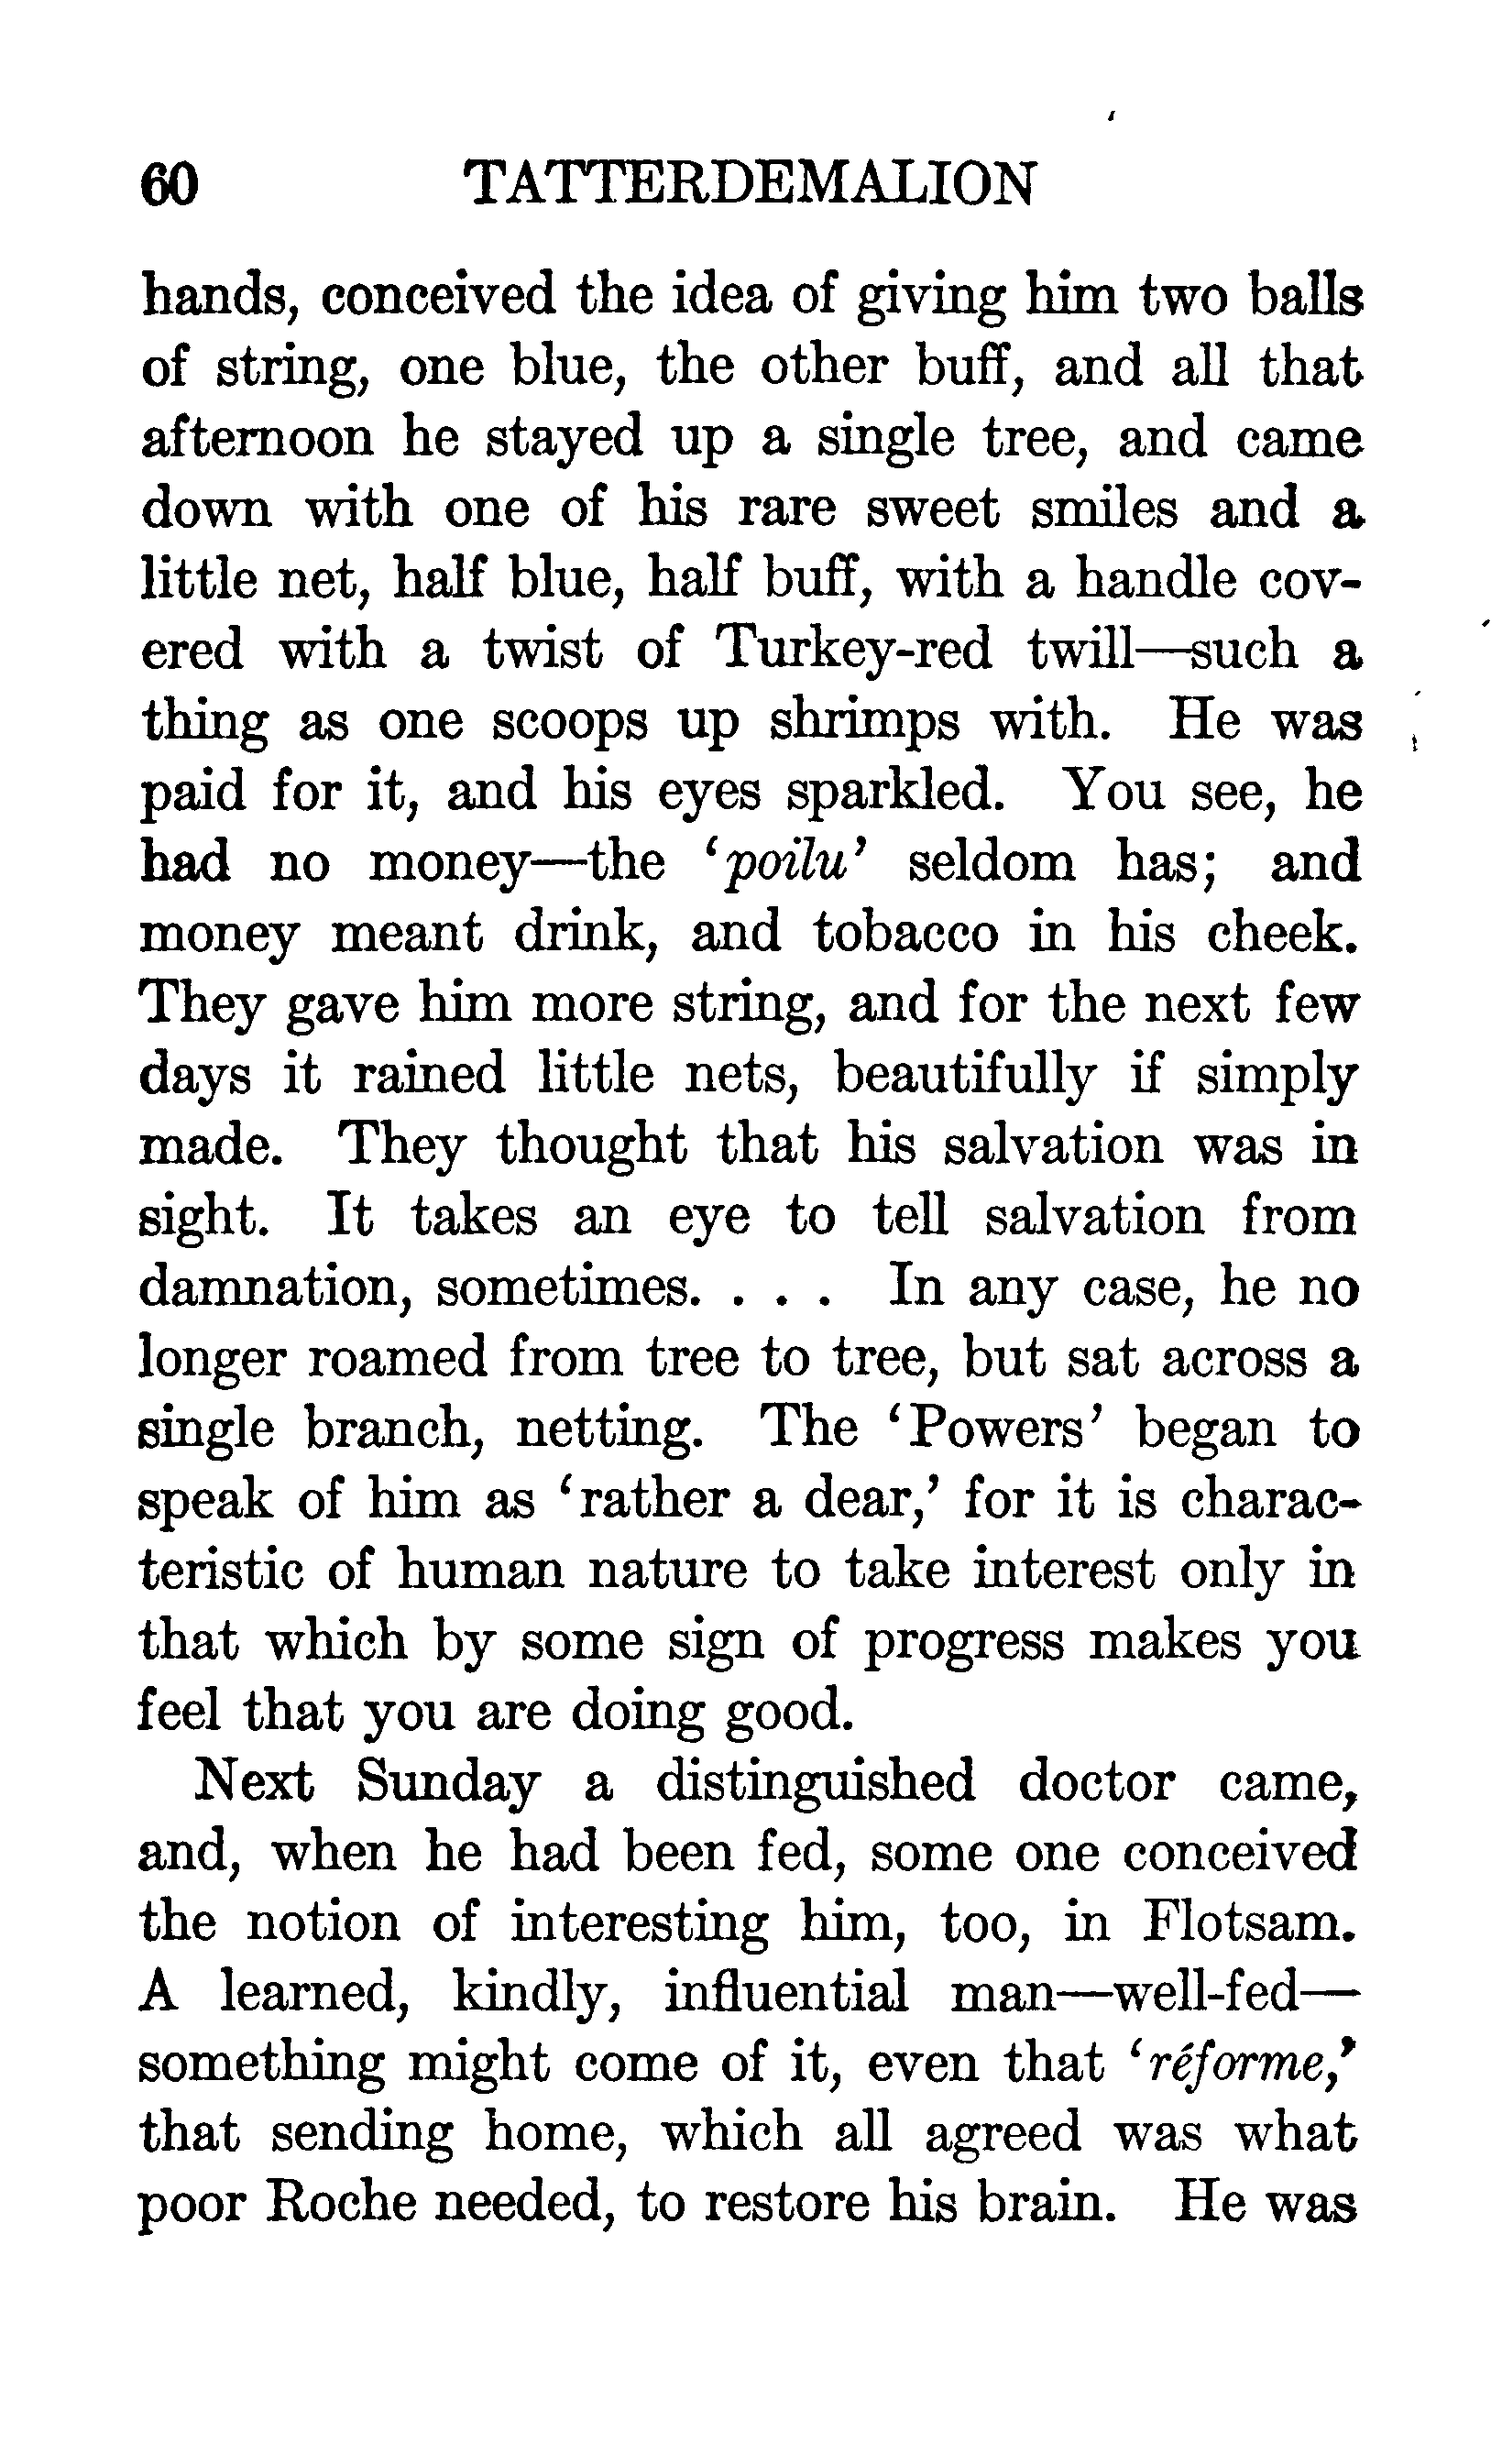 60 TATTERDEMALION
hands, conceived the idea of giving him two balls
of string, one blue, the other buff, and all that
afternoon he stayed up a single tree, and came
down with one of his rare sweet smiles and a
little net, half blue, half buff, with a handle cov-
ered with a twist of Turkey-red twill—such a
thing as one scoops up shrimps with. He was
paid for it, and his eyes sparkled. You see, he
had no money—the ‘poilu’ seldom has; and
money meant drink, and tobacco in his cheek.
They gave him more string, and for the next few
days it rained little nets, beautifully if simply
made. They thought that his salvation was in
sight. It takes an eye to tell salvation from
damnation, sometimes. . . . In any case, he no
longer roamed from tree to tree, but sat across a
single branch, netting. The ‘Powers’ began to
speak of him as ‘rather a dear,’ for it is charac-
teristic of human nature to take interest only in
that which by some sign of progress makes you
feel that you are doing good.
Next Sunday a distinguished doctor came,
and, when he had been fed, some one conceived
the notion of interesting him, too, in Flotsam.
A learned, kindly, influential man—well-fed—
something might come of it, even that ‘réforme,’
that sending home, which all agreed was what
poor Roche needed, to restore his brain. He was